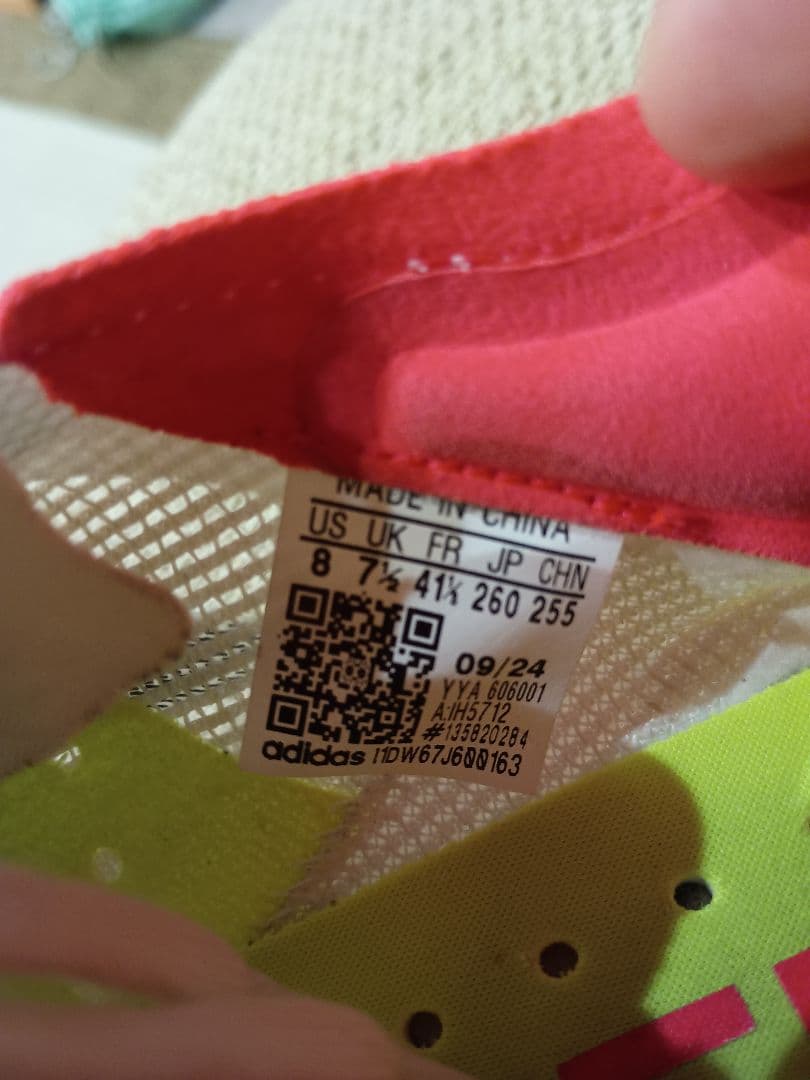 MADE IN CHINA
US UK FR JP CHN
8 7½ 41⅓ 260 255
09/24
YYA 606001
A:IH5712
#135820284
adidas I1DW67J600163